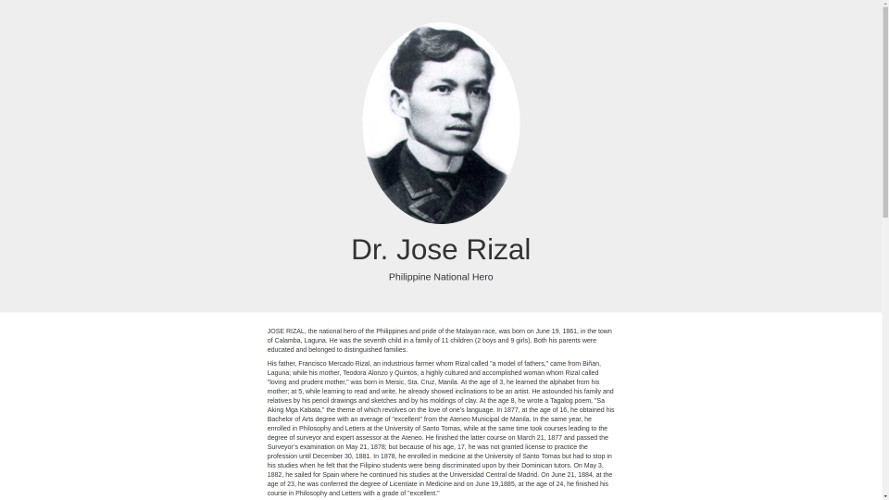 Dr. Jose Rizal
Philippine National Hero
JOSE RIZAL, the national hero of the Philippines and pride of the Malayan race, was born on June 19, 1861, in the town
of Calamba, Laguna. He was the seventh child in a family of 11 children (2 boys and 9 girls). Both his parents were
educated and belonged to distinguished families.
His father, Francisco Mercado Rizal, an industrious farmer whom Rizal called "a model of fathers," came from Biñan,
Laguna; while his mother, Teodora Alonzo y Quintos, a highly cultured and accomplished woman whom Rizal called
"loving and prudent mother," was born in Meisic, Sta. Cruz, Manila. At the age of 3, he learned the alphabet from his
mother; at 5, while learning to read and write, he already showed inclinations to be an artist. He astounded his family and
relatives by his pencil drawings and sketches and by his moldings of clay. At the age 8, he wrote a Tagalog poem, "Sa
Aking Mga Kabata," the theme of which revolves on the love of one's language. In 1877, at the age of 16, he obtained his
Bachelor of Arts degree with an average of "excellent" from the Ateneo Municipal de Manila. In the same year, he
enrolled in Philosophy and Letters at the University of Santo Tomas, while at the same time took courses leading to the
degree of surveyor and expert assessor at the Ateneo. He finished the latter course on March 21, 1877 and passed the
Surveyor's examination on May 21, 1878; but because of his age, 17, he was not granted license to practice the
profession until December 30, 1881. In 1878, he enrolled in medicine at the University of Santo Tomas but had to stop in
his studies when he felt that the Filipino students were being discriminated upon by their Dominican tutors. On May 3,
1882, he sailed for Spain where he continued his studies at the Universidad Central de Madrid. On June 21, 1884, at the
age of 23, he was conferred the degree of Licentiate in Medicine and on June 19,1885, at the age of 24, he finished his
course in Philosophy and Letters with a grade of "excellent."